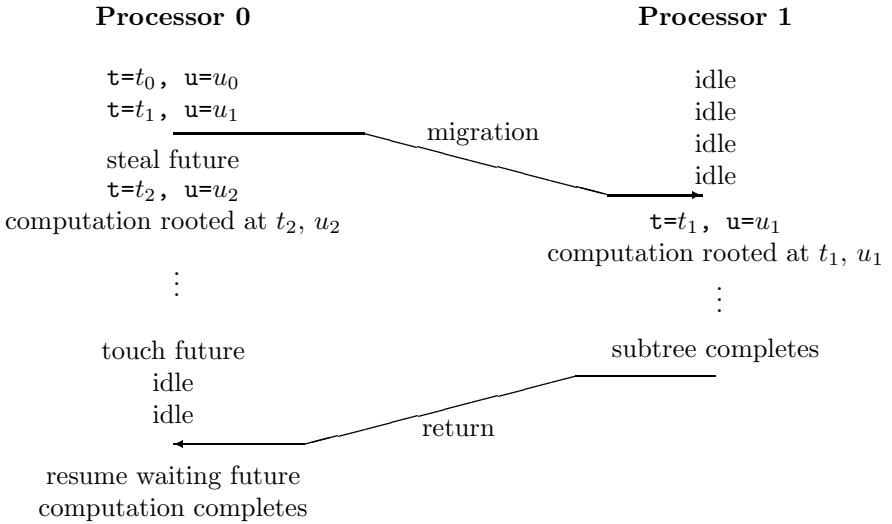 Processor 0
Processor 1
t=t₀, u=u₀
idle
t=t₁, u=u₁
idle
migration
idle
steal future
idle
t=t₂, u=u₂
computation rooted at t₂, u₂
t=t₁, u=u₁
computation rooted at t₁, u₁
⋮
⋮
touch future
subtree completes
idle
idle
return
resume waiting future
computation completes